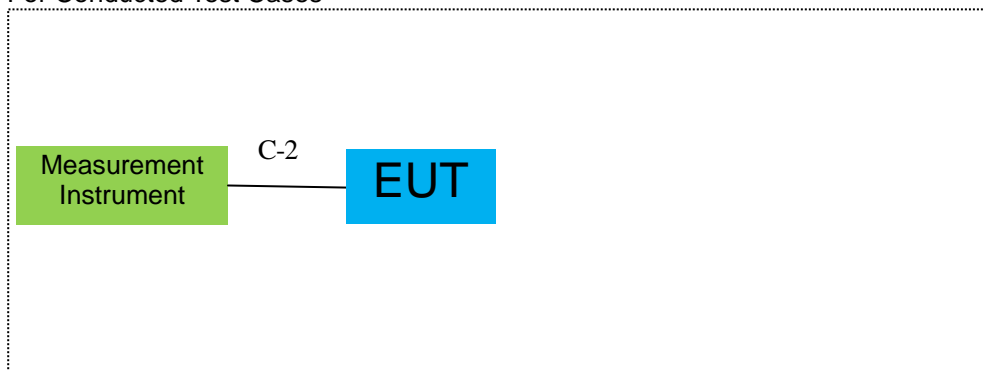 For Conducted Test Cases
C-2
Measurement
Instrument
EUT